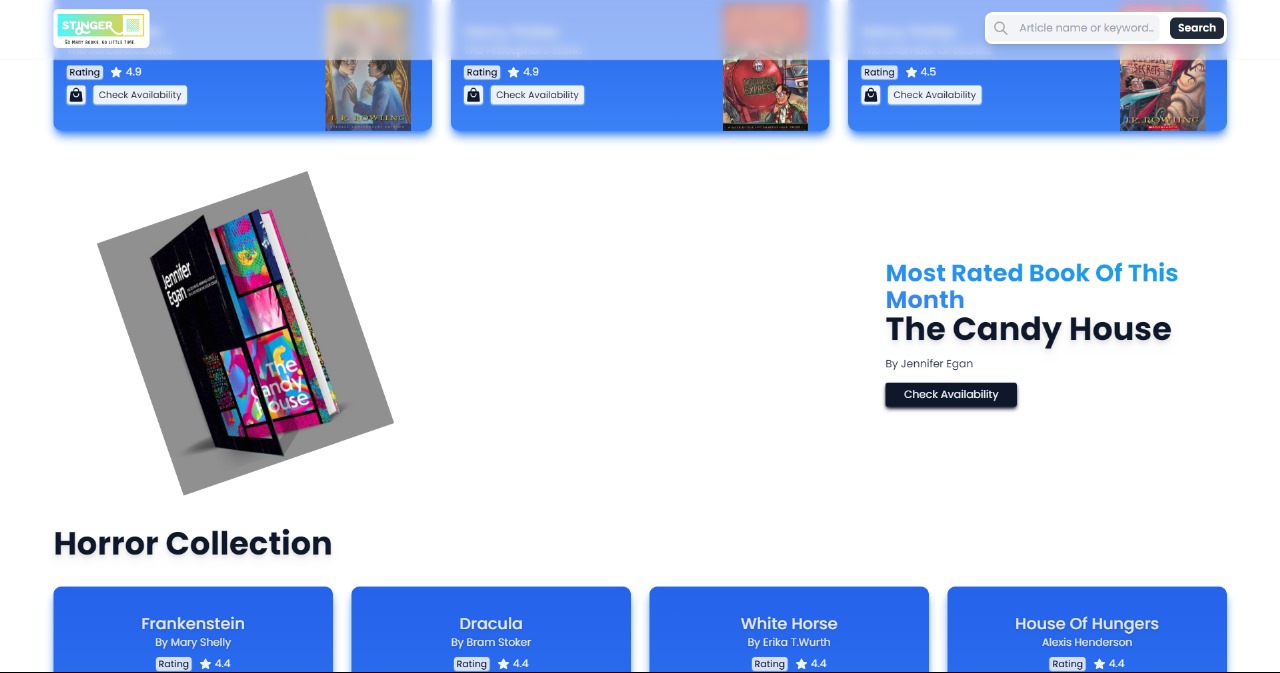 STINGER
SO MANY BOOKS, SO LITTLE TIME.
Article name or keyword..
Search
Rating 4.9
Check Availability
J. K. ROWLING
Rating 4.9
Check Availability
EXPRESS
Rating 4.5
Check Availability
SECRETS
J.K. ROWLING
Jennifer
Egan
The
Candy
House
Most Rated Book Of This
Month
The Candy House
By Jennifer Egan
Check Availability
Horror Collection
Frankenstein
By Mary Shelly
Rating 4.4
Dracula
By Bram Stoker
Rating 4.4
White Horse
By Erika T.Wurth
Rating 4.4
House Of Hungers
Alexis Henderson
Rating 4.4